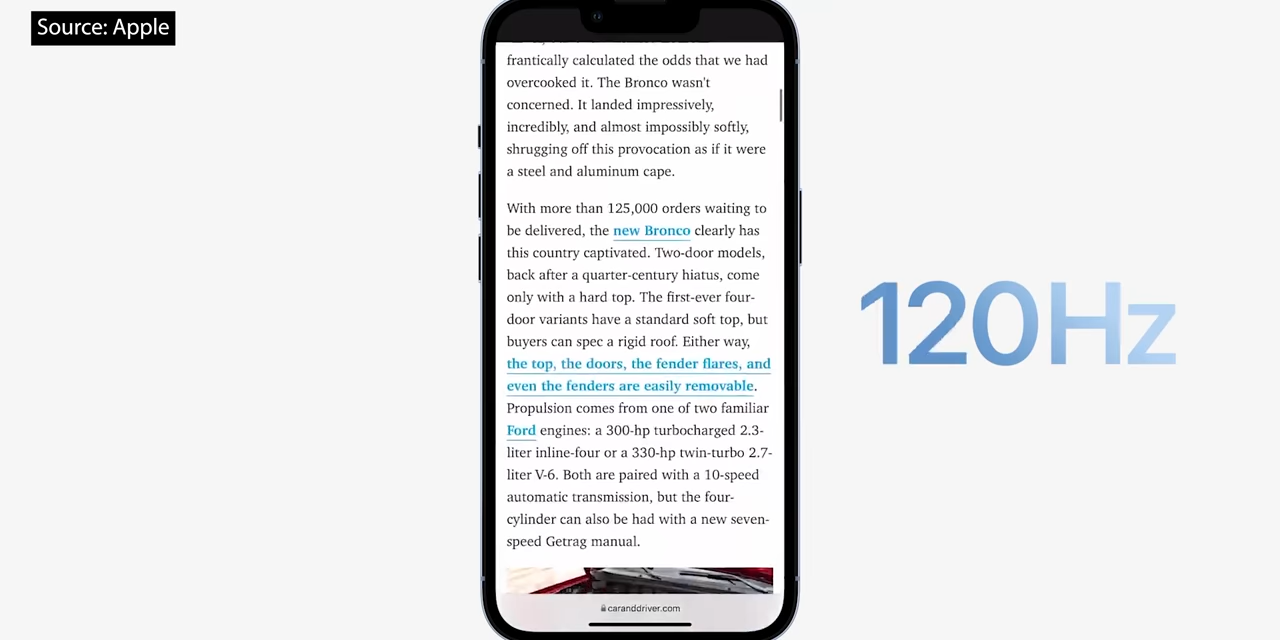 Source: Apple
frantically calculated the odds that we had
overcooked it. The Bronco wasn't
concerned. It landed impressively,
incredibly, and almost impossibly softly,
shrugging off this provocation as if it were
a steel and aluminum cape.
With more than 125,000 orders waiting to
be delivered, the new Bronco clearly has
this country captivated. Two-door models,
back after a quarter-century hiatus, come
only with a hard top. The first-ever four-
door variants have a standard soft top, but
buyers can spec a rigid roof. Either way,
the top, the doors, the fender flares, and
even the fenders are easily removable.
Propulsion comes from one of two familiar
Ford engines: a 300-hp turbocharged 2.3-
liter inline-four or a 330-hp twin-turbo 2.7-
liter V-6. Both are paired with a 10-speed
automatic transmission, but the four-
cylinder can also be had with a new seven-
speed Getrag manual.
caranddriver.com
120Hz